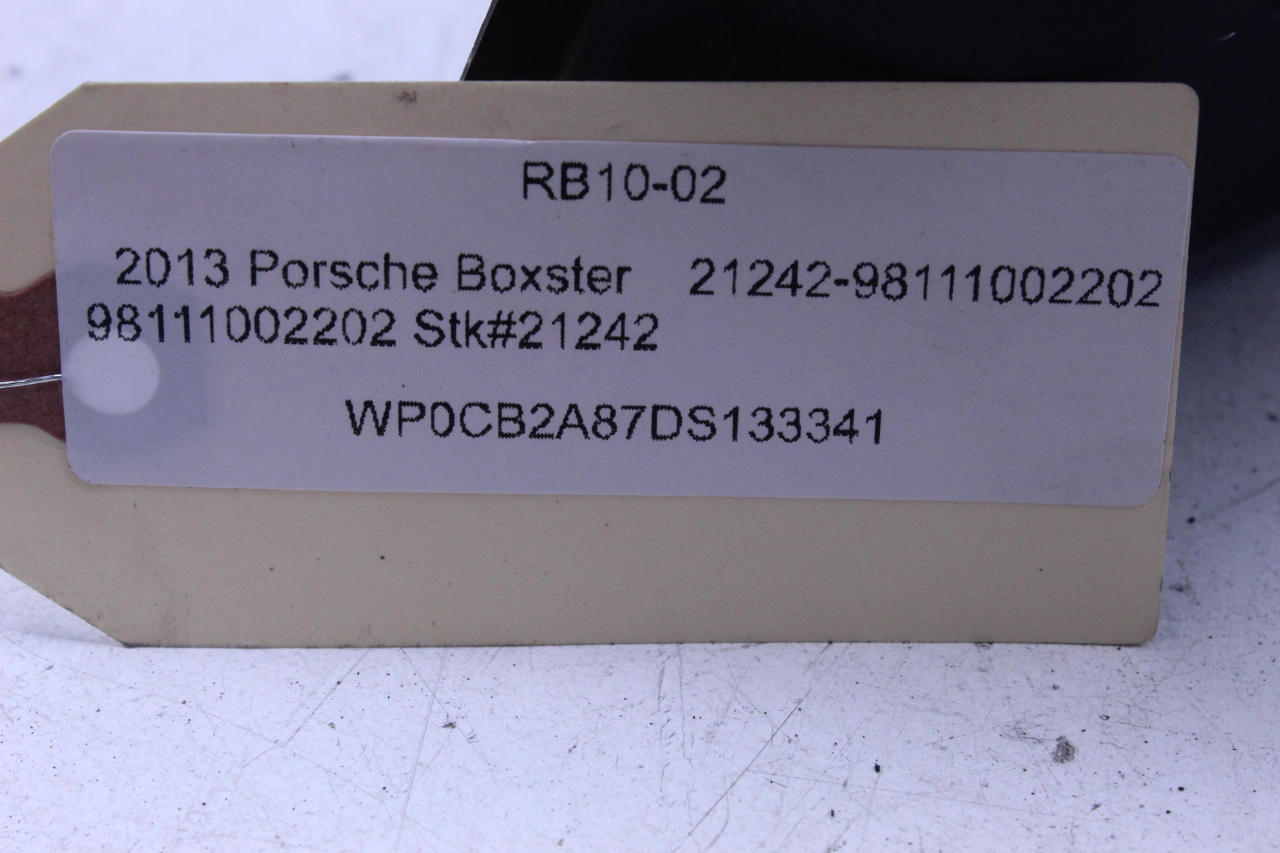 RB10-02
2013 Porsche Boxster 21242-98111002202
98111002202 Stk#21242
WP0CB2A87DS133341